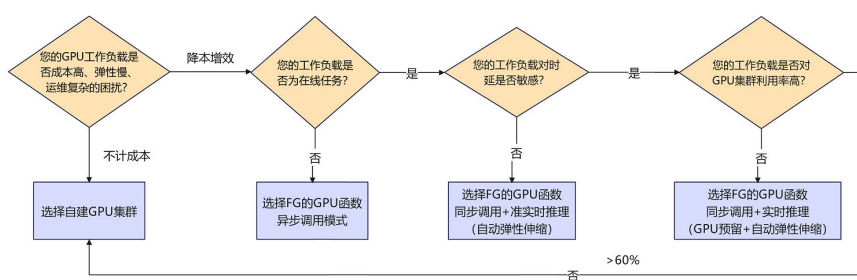 您的GPU工作负载是
否成本高、弹性慢、
运维复杂的困扰?
降本增效
您的工作负载是
否为在线任务?
是
您的工作负载对时
延是否敏感?
是
您的工作负载是否对
GPU集群利用率高?
不计成本
否
否
否
选择自建GPU集群
选择FG的GPU函数
异步调用模式
选择FG的GPU函数
同步调用+准实时推理
（自动弹性伸缩）
选择FG的GPU函数
同步调用+实时推理
（GPU预留+自动弹性伸缩）
>60%
否